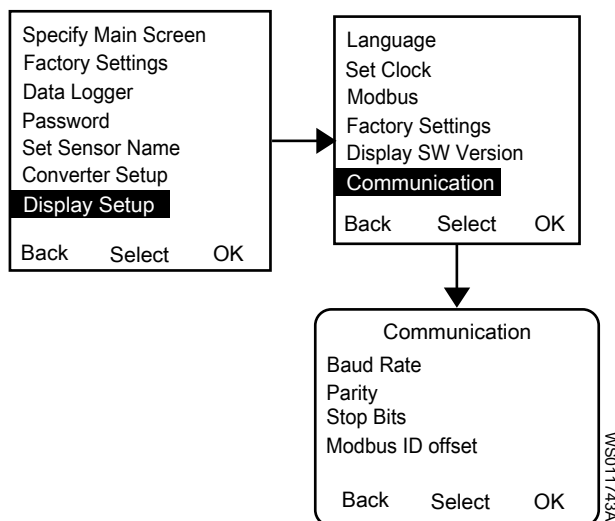 Specify Main Screen
Factory Settings
Data Logger
Password
Set Sensor Name
Converter Setup
Display Setup
Back Select OK
Language
Set Clock
Modbus
Factory Settings
Display SW Version
Communication
Back Select OK
Communication
Baud Rate
Parity
Stop Bits
Modbus ID offset
Back Select OK
WS011743A